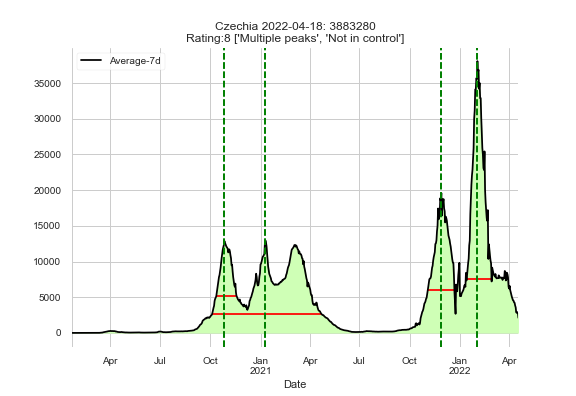 Czechia 2022-04-18: 3883280
Rating:8 ['Multiple peaks', 'Not in control']
Average-7d
35000
30000
25000
20000
15000
10000
5000
0
Apr Jul Oct Jan Apr Jul Oct Jan Apr
2021 2022
Date